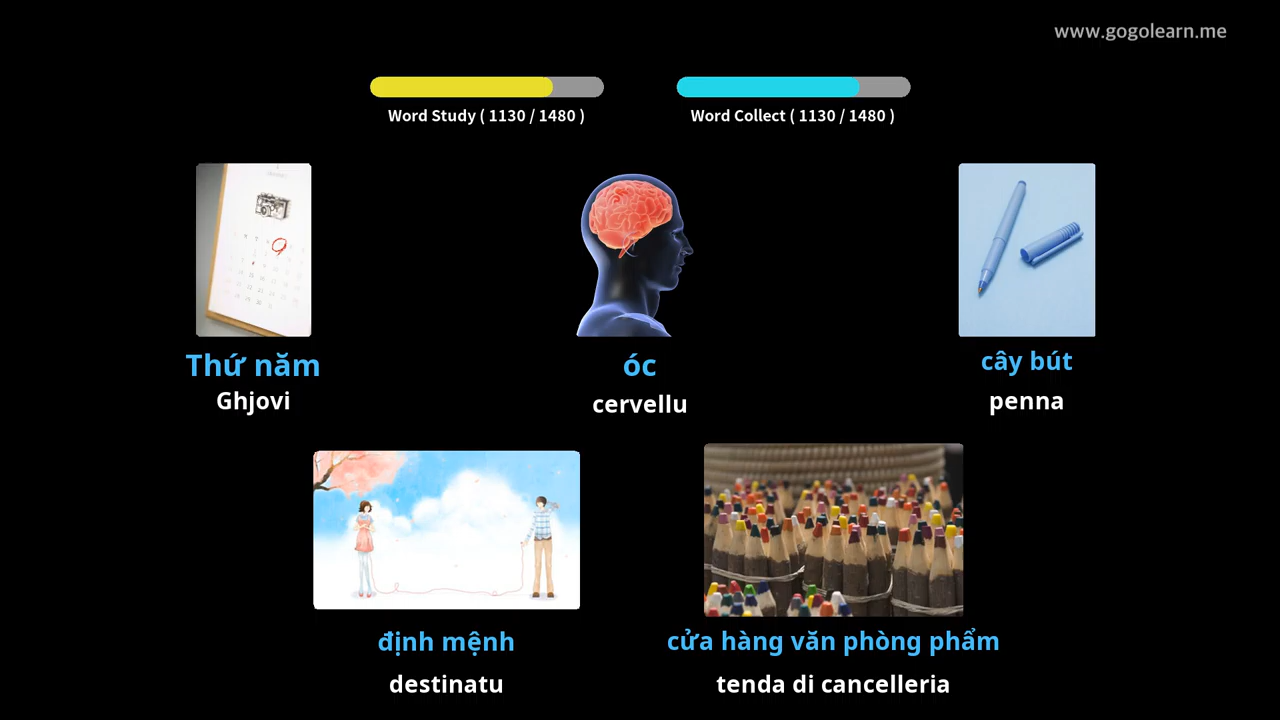 www.gogolearn.me
Word Study ( 1130 / 1480 )
Word Collect ( 1130 / 1480 )
Thứ năm
Ghjovi
óc
cervellu
cây bút
penna
định mệnh
destinatu
cửa hàng văn phòng phẩm
tenda di cancelleria